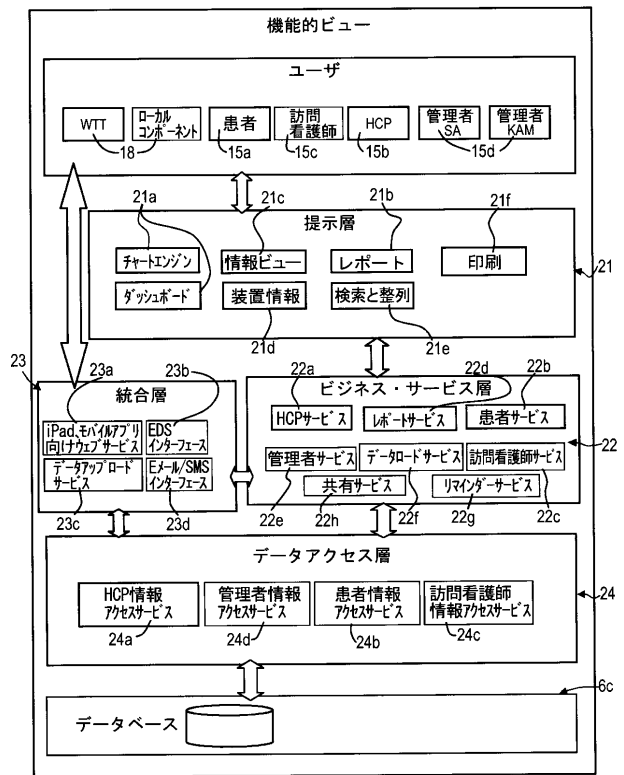 機能的ビュー
ユーザ
WTT
ローカル
コンポーネント
患者
訪問
看護師
HCP
管理者
SA
管理者
KAM
18
15a
15c
15b
15d
21a
21c
21b
21f
提示層
チャートエンジン
情報ビュー
レポート
印刷
ダッシュボード
装置情報
検索と整列
21
21d
21e
23
23a
23b
22a
22d
22b
統合層
iPad、モバイルアプリ
向けウェブサービス
EDS
インターフェース
データアップロード
サービス
Eメール/SMS
インターフェース
23c
23d
ビジネス・サービス層
HCPサービス
レポートサービス
患者サービス
22
管理者サービス
データロードサービス
訪問看護師サービス
共有サービス
リマインダーサービス
22e
22h
22f
22g
22c
データアクセス層
HCP情報
アクセスサービス
管理者情報
アクセスサービス
患者情報
アクセスサービス
訪問看護師
情報アクセスサービス
24
24a
24d
24b
24c
6c
データベース